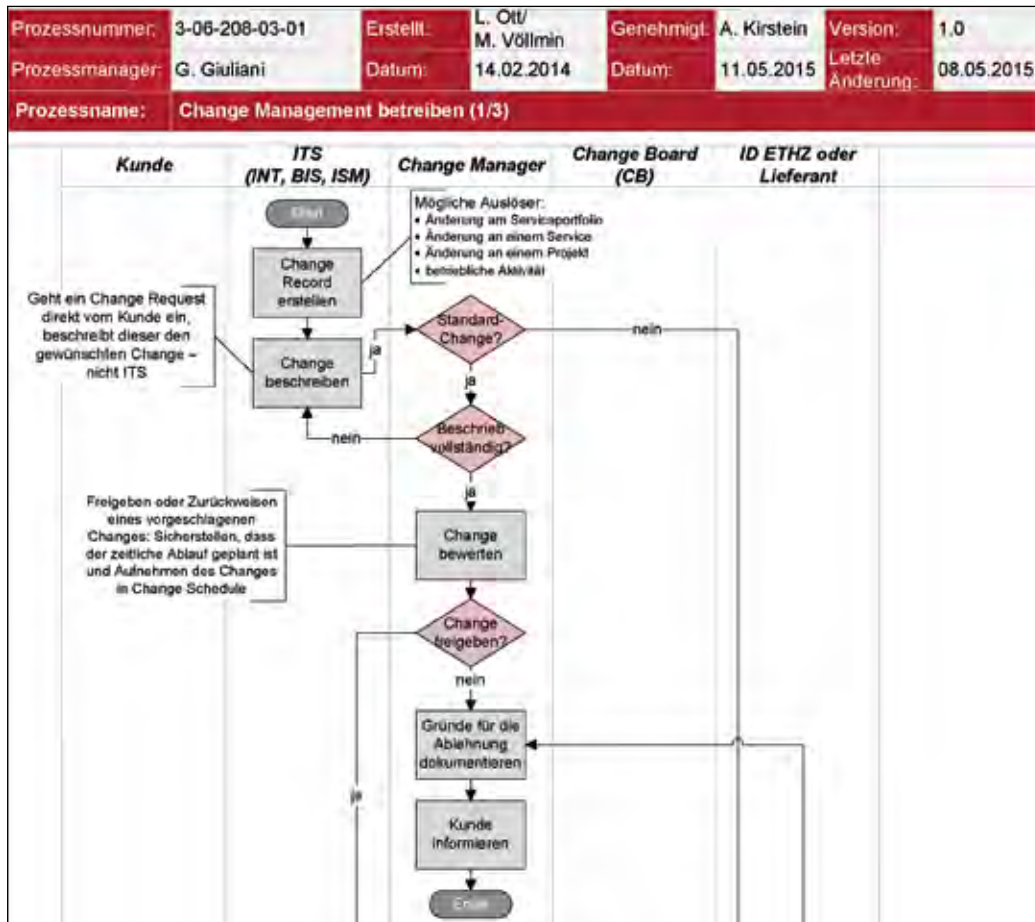 Prozessnummer:
3-06-208-03-01
Erstellt:
L. Ott/
M. Völlmin
Genehmigt:
A. Kirstein
Version:
1.0
Prozessmanager:
G. Giuliani
Datum:
14.02.2014
Datum:
11.05.2015
Letzte
Änderung:
08.05.2015
Prozessname:
Change Management betreiben (1/3)
Kunde
ITS
(INT, BIS, ISM)
Change Manager
Change Board
(CB)
ID ETHZ oder
Lieferant
Start
Mögliche Auslöser:
• Änderung am Serviceportfolio
• Änderung an einem Service
• Änderung an einem Projekt
• betriebliche Aktivität
Change
Record
erstellen
Geht ein Change Request
direkt vom Kunde ein,
beschreibt dieser den
gewünschten Change –
nicht ITS
Change
beschreiben
ja
Standard-
Change?
nein
ja
Beschrieb
vollständig?
nein
ja
Freigeben oder Zurückweisen
eines vorgeschlagenen
Changes: Sicherstellen, dass
der zeitliche Ablauf geplant ist
und Aufnehmen des Changes
in Change Schedule
Change
bewerten
Change
freigeben?
nein
ja
Gründe für die
Ablehnung
dokumentieren
Kunde
informieren
Ende